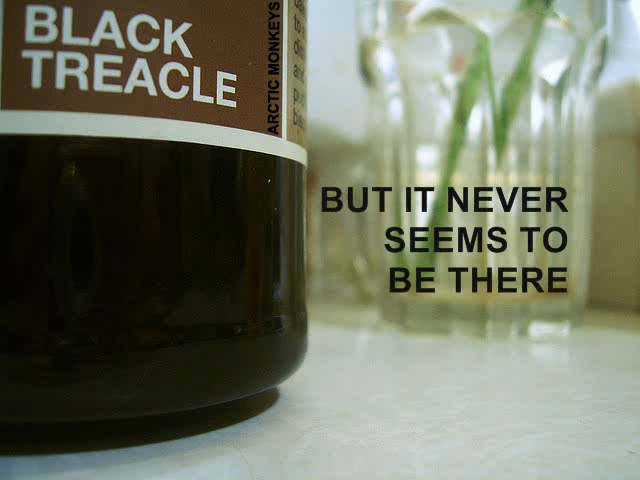 BLACK
TREACLE
ARCTIC MONKEYS
BUT IT NEVER
SEEMS TO
BE THERE